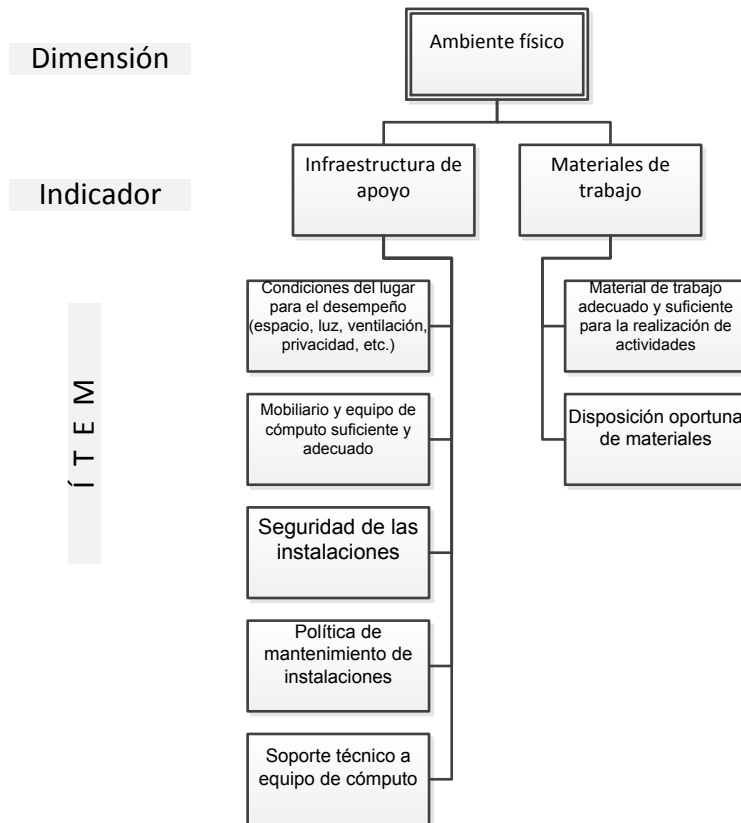 Dimensión
Ambiente físico
Indicador
Infraestructura de
apoyo
Materiales de
trabajo
ÍTEM
Condiciones del lugar
para el desempeño
(espacio, luz, ventilación,
privacidad, etc.)
Material de trabajo
adecuado y suficiente
para la realización de
actividades
Mobiliario y equipo de
cómputo suficiente y
adecuado
Disposición oportuna
de materiales
Seguridad de las
instalaciones
Política de
mantenimiento de
instalaciones
Soporte técnico a
equipo de cómputo